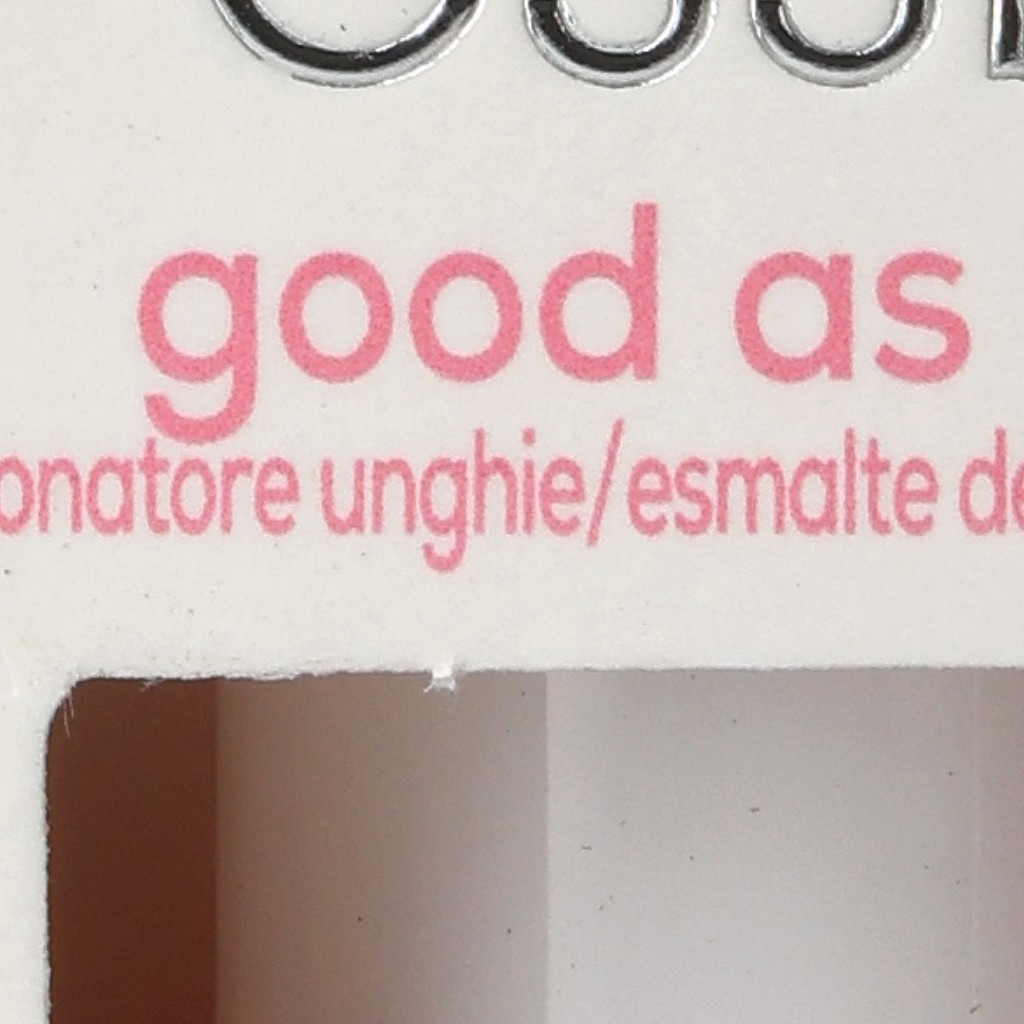 good as
onatore unghie/esmalte de